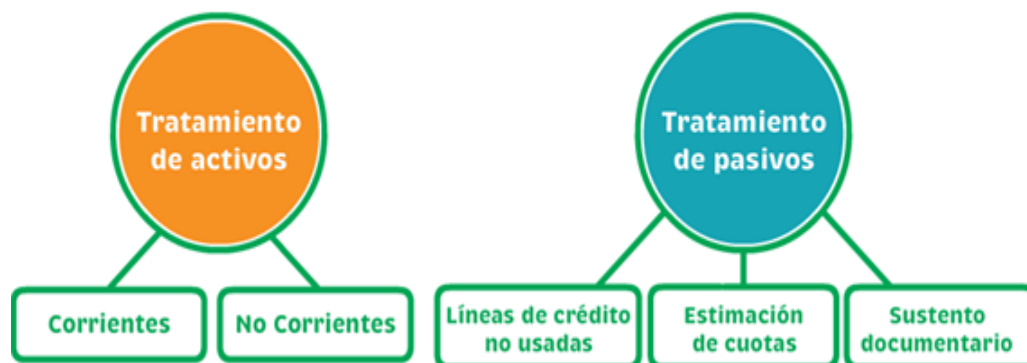 Tratamiento
de activos
Corrientes
No Corrientes
Tratamiento
de pasivos
Líneas de crédito
no usadas
Estimación
de cuotas
Sustento
documentario